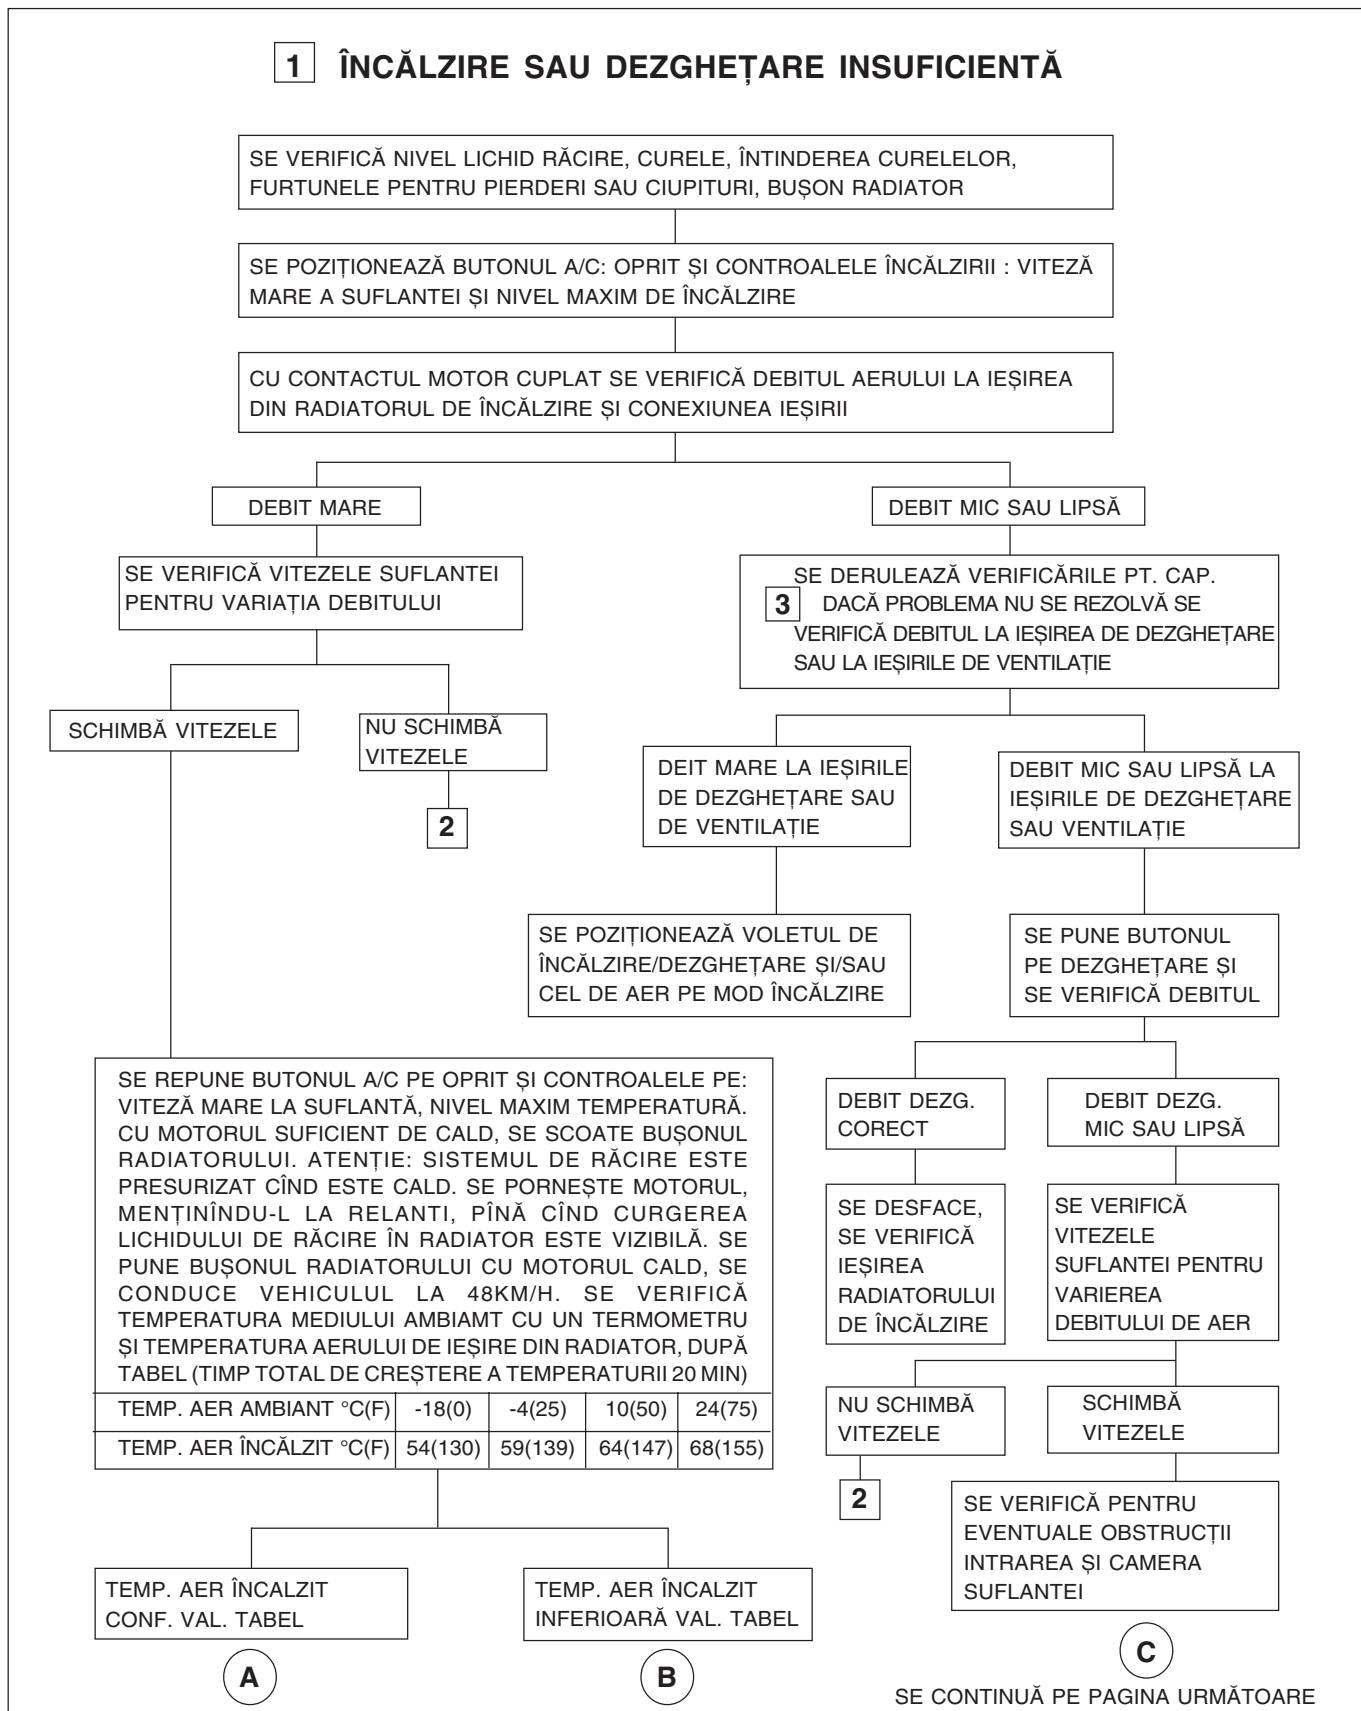 1 ÎNCĂLZIRE SAU DEZGHEȚARE INSUFICIENTĂ
SE VERIFICĂ NIVEL LICHID RĂCIRE, CURELE, ÎNTINDEREA CURELELOR,
FURTUNELE PENTRU PIERDERI SAU CIUPITURI, BUȘON RADIATOR
SE POZIȚIONEAZĂ BUTONUL A/C: OPRIT ȘI CONTROALELE ÎNCĂLZIRII : VITEZĂ
MARE A SUFLANTEI ȘI NIVEL MAXIM DE ÎNCĂLZIRE
CU CONTACTUL MOTOR CUPLAT SE VERIFICĂ DEBITUL AERULUI LA IEȘIREA
DIN RADIATORUL DE ÎNCĂLZIRE ȘI CONEXIUNEA IEȘIRII
DEBIT MARE
SE VERIFICĂ VITEZELE SUFLANTEI
PENTRU VARIAȚIA DEBITULUI
SCHIMBĂ VITEZELE
NU SCHIMBĂ
VITEZELE
2
DEBIT MIC SAU LIPSĂ
SE DERULEAZĂ VERIFICĂRILE PT. CAP.
3 DACĂ PROBLEMA NU SE REZOLVĂ SE
VERIFICĂ DEBITUL LA IEȘIREA DE DEZGHEȚARE
SAU LA IEȘIRILE DE VENTILAȚIE
DEIT MARE LA IEȘIRILE
DE DEZGHEȚARE SAU
DE VENTILAȚIE
DEBIT MIC SAU LIPSĂ LA
IEȘIRILE DE DEZGHEȚARE
SAU VENTILAȚIE
SE POZIȚIONEAZĂ VOLETUL DE
ÎNCĂLZIRE/DEZGHEȚARE ȘI/SAU
CEL DE AER PE MOD ÎNCĂLZIRE
SE PUNE BUTONUL
PE DEZGHEȚARE ȘI
SE VERIFICĂ DEBITUL
SE REPUNE BUTONUL A/C PE OPRIT ȘI CONTROALELE PE:
VITEZĂ MARE LA SUFLANTĂ, NIVEL MAXIM TEMPERATURĂ.
CU MOTORUL SUFICIENT DE CALD, SE SCOATE BUȘONUL
RADIATORULUI. ATENȚIE: SISTEMUL DE RĂCIRE ESTE
PRESURIZAT CÎND ESTE CALD. SE PORNEȘTE MOTORUL,
MENȚINÎNDU-L LA RELANTI, PÎNĂ CÎND CURGEREA
LICHIDULUI DE RĂCIRE ÎN RADIATOR ESTE VIZIBILĂ. SE
PUNE BUȘONUL RADIATORULUI CU MOTORUL CALD, SE
CONDUCE VEHICULUL LA 48KM/H. SE VERIFICĂ
TEMPERATURA MEDIULUI AMBIAMT CU UN TERMOMETRU
ȘI TEMPERATURA AERULUI DE IEȘIRE DIN RADIATOR, DUPĂ
TABEL (TIMP TOTAL DE CREȘTERE A TEMPERATURII 20 MIN)
TEMP. AER AMBIANT °C(F) -18(0) -4(25) 10(50) 24(75)
TEMP. AER ÎNCĂLZIT °C(F) 54(130) 59(139) 64(147) 68(155)
DEBIT DEZG.
CORECT
DEBIT DEZG.
MIC SAU LIPSĂ
SE DESFACE,
SE VERIFICĂ
IEȘIREA
RADIATORULUI
DE ÎNCĂLZIRE
SE VERIFICĂ
VITEZELE
SUFLANTEI PENTRU
VARIEREA
DEBITULUI DE AER
NU SCHIMBĂ
VITEZELE
SCHIMBĂ
VITEZELE
2
SE VERIFICĂ PENTRU
EVENTUALE OBSTRUCȚII
INTRAREA ȘI CAMERA
SUFLANTEI
TEMP. AER ÎNCALZIT
CONF. VAL. TABEL
TEMP. AER ÎNCALZIT
INFERIOARĂ VAL. TABEL
A
B
C
SE CONTINUĂ PE PAGINA URMĂTOARE